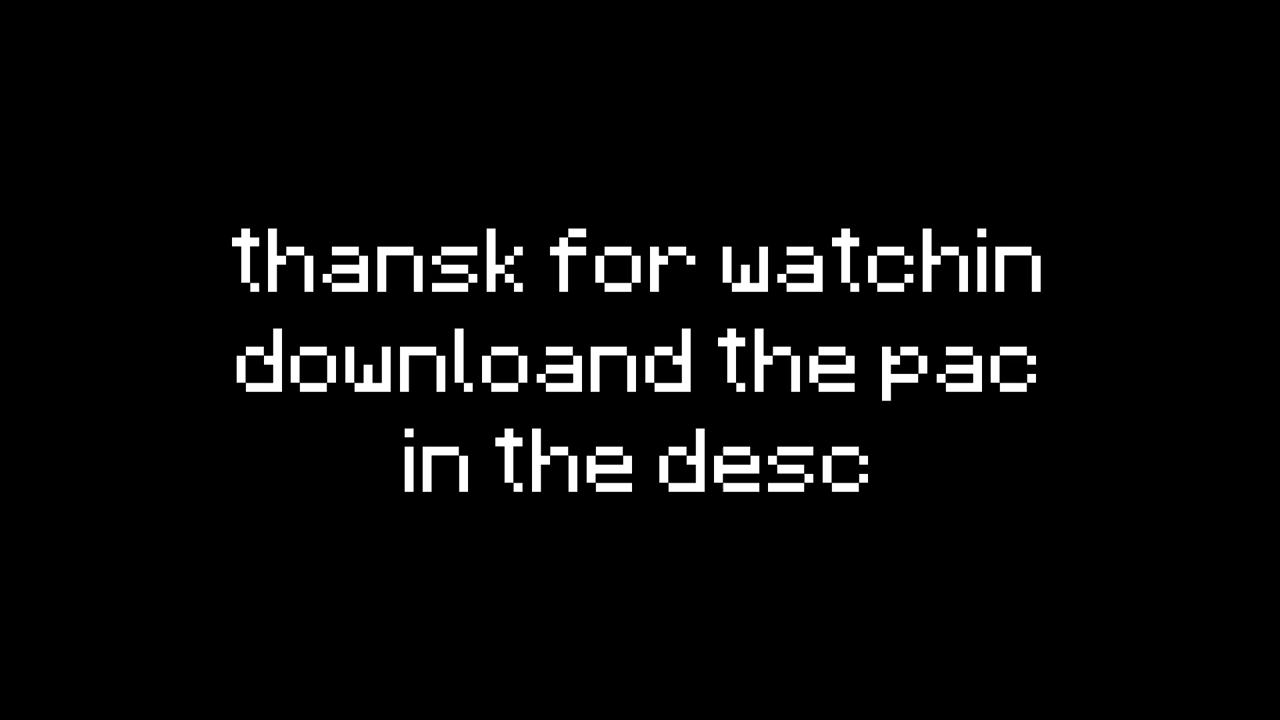 thansk for watchin
downloand the pac
in the desc